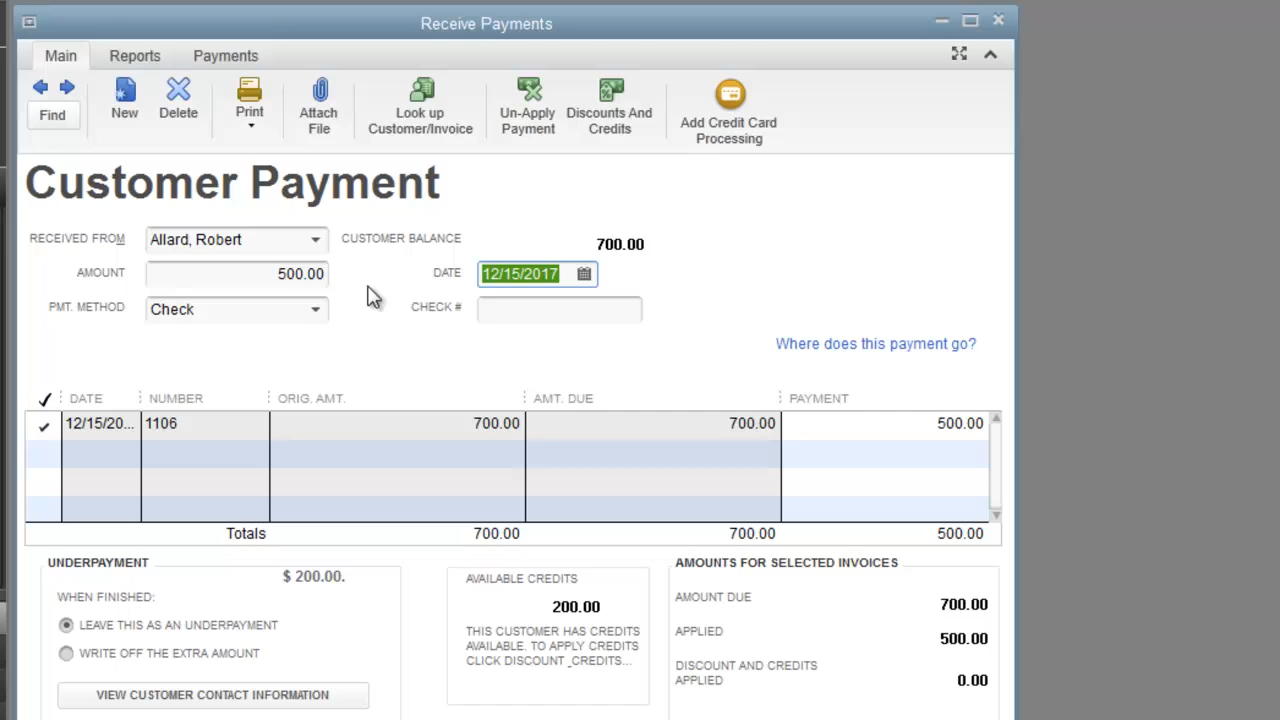 Receive Payments
Main Reports Payments
Find
New
Delete
Print
Attach
File
Look up
Customer/Invoice
Un-Apply
Payment
Discounts And
Credits
Add Credit Card
Processing
Customer Payment
RECEIVED FROM Allard, Robert CUSTOMER BALANCE 700.00
AMOUNT 500.00 DATE 12/15/2017
PMT. METHOD Check CHECK #
Where does this payment go?
DATE NUMBER ORIG. AMT. AMT. DUE PAYMENT
12/15/20... 1106 700.00 700.00 500.00
Totals 700.00 700.00 500.00
UNDERPAYMENT
$ 200.00.
WHEN FINISHED:
LEAVE THIS AS AN UNDERPAYMENT
WRITE OFF THE EXTRA AMOUNT
VIEW CUSTOMER CONTACT INFORMATION
AVAILABLE CREDITS
200.00
THIS CUSTOMER HAS CREDITS
AVAILABLE. TO APPLY CREDITS
CLICK DISCOUNT _CREDITS...
AMOUNTS FOR SELECTED INVOICES
AMOUNT DUE 700.00
APPLIED 500.00
DISCOUNT AND CREDITS
APPLIED 0.00